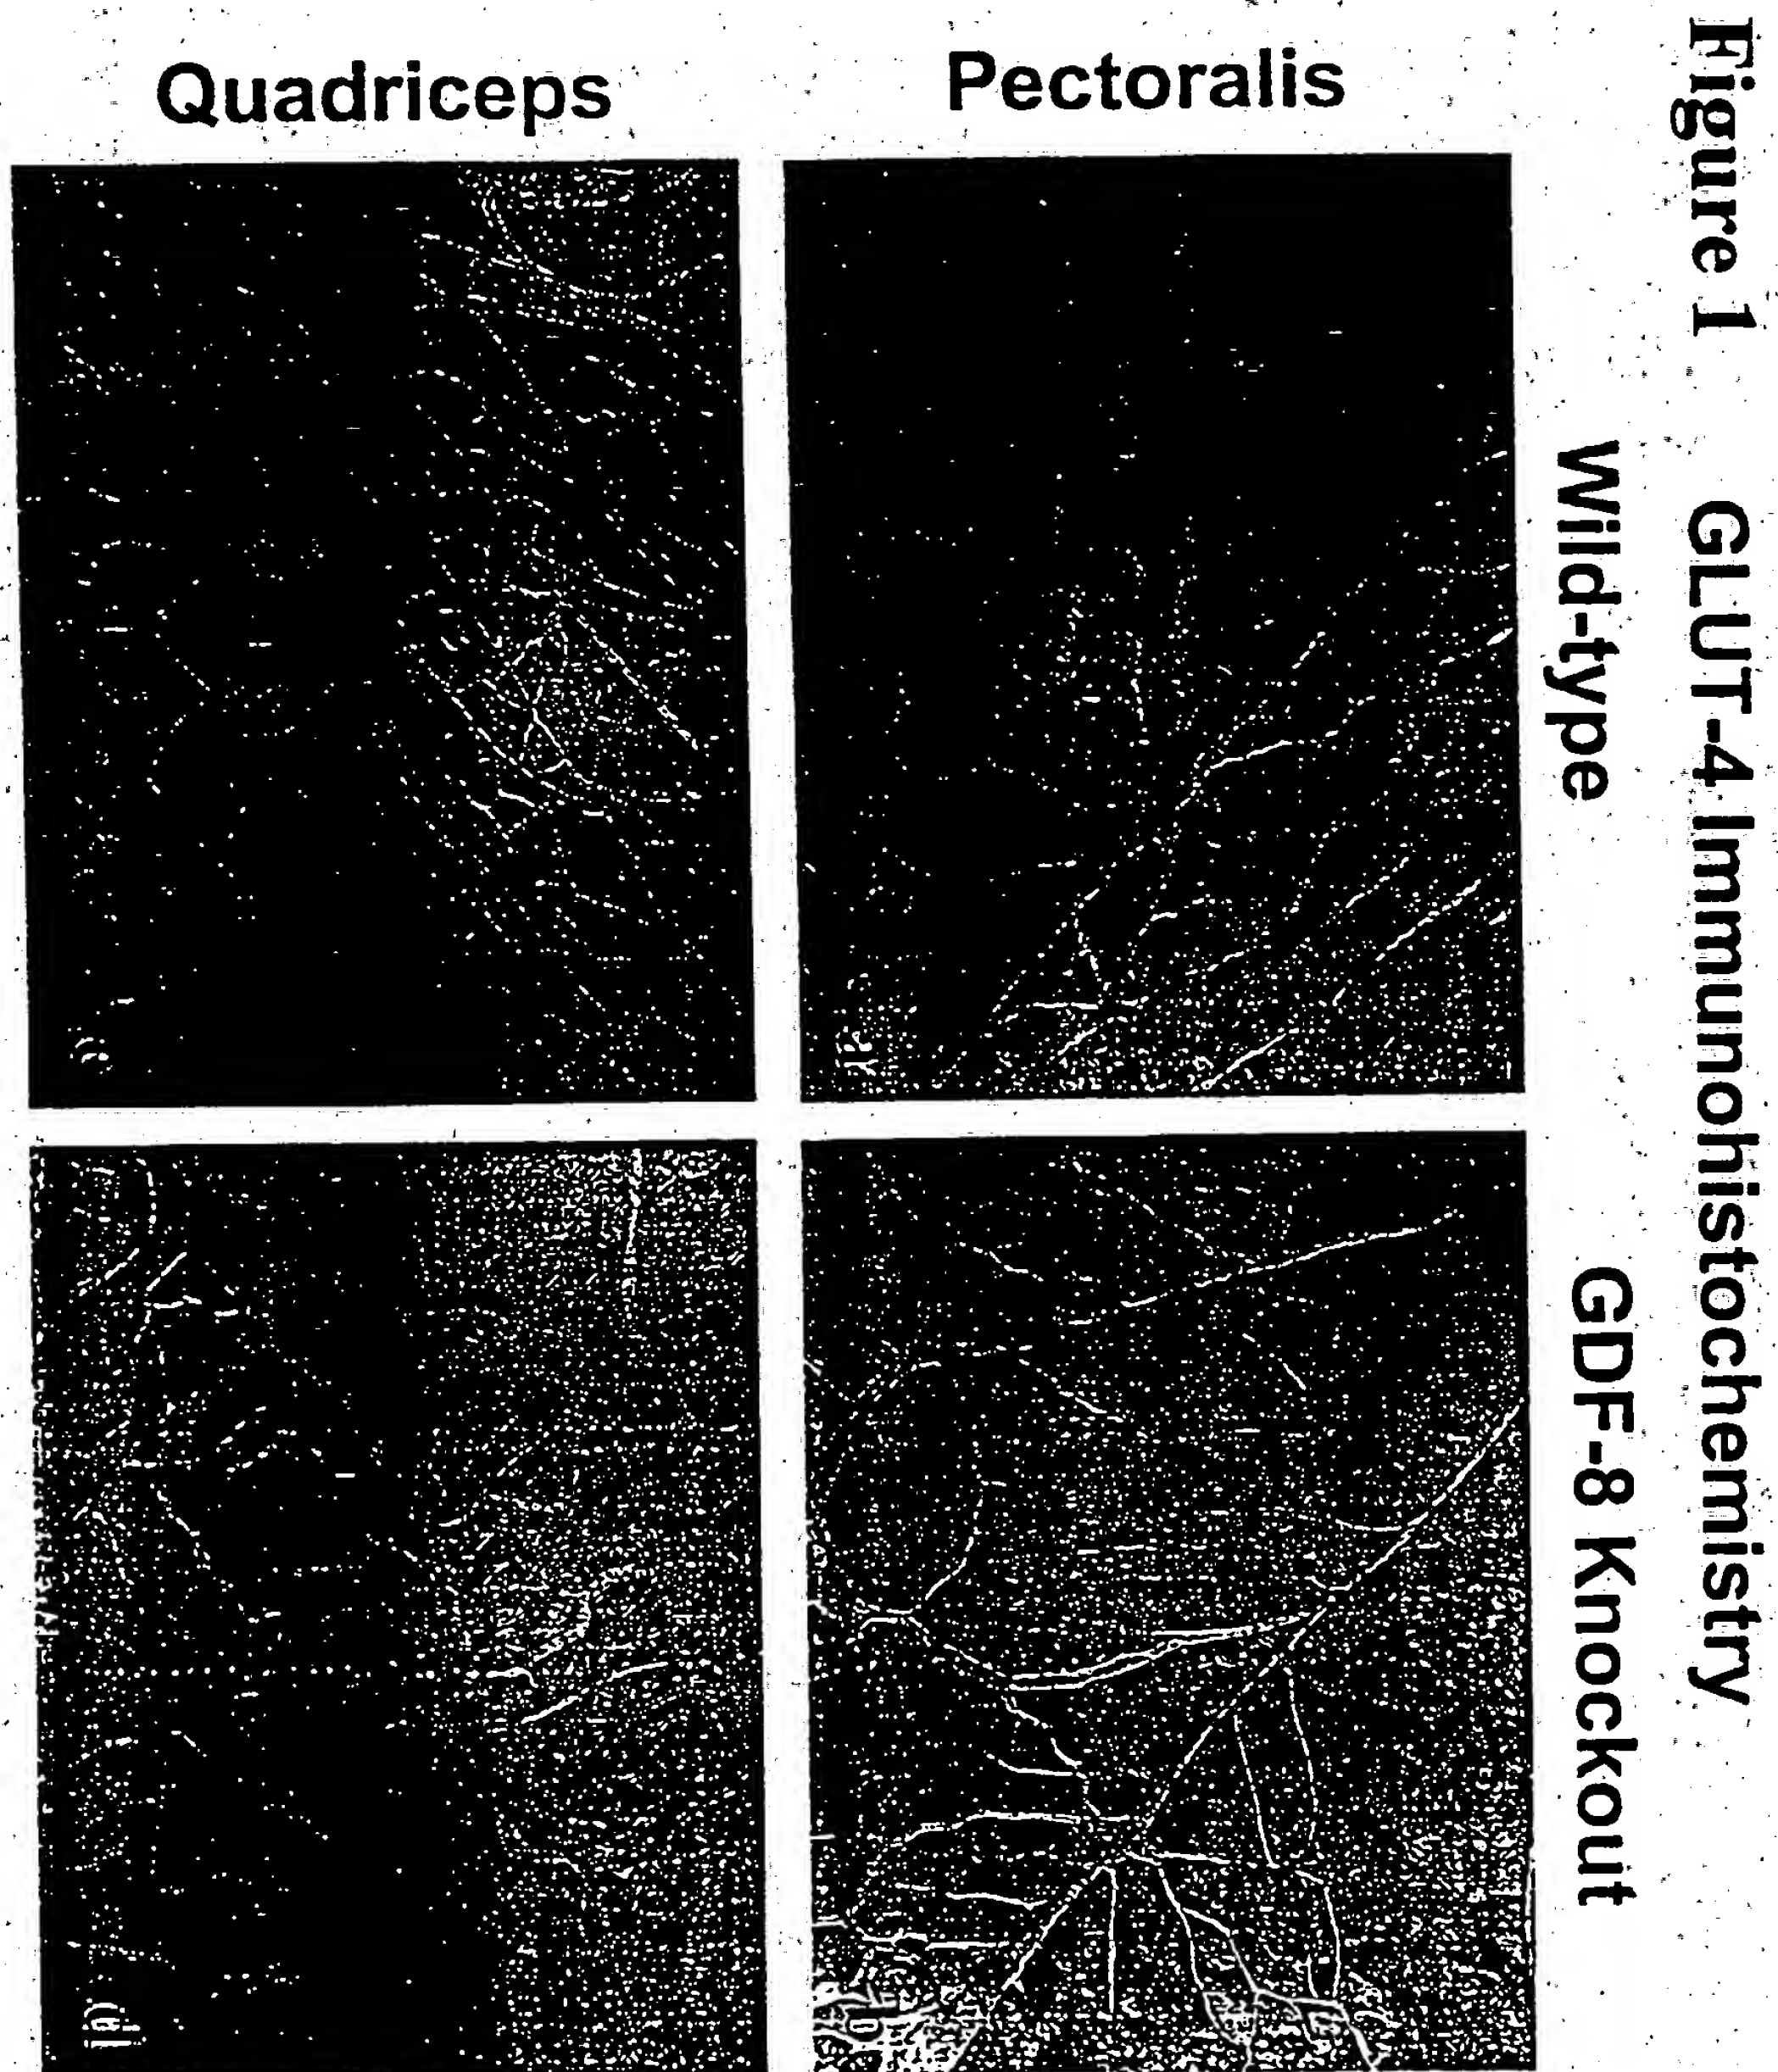 Figure 1 GLUT-4 Immunohistochemistry
Wild-type
GDF-8 Knockout
Pectoralis
Quadriceps